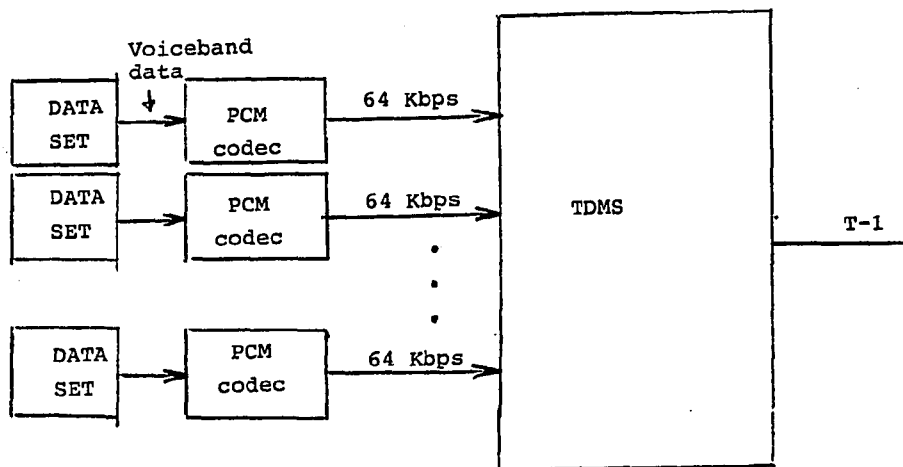 Voiceband
data
DATA
SET
PCM
codec
64 Kbps
DATA
SET
PCM
codec
64 Kbps
TDMS
T-1
DATA
SET
PCM
codec
64 Kbps